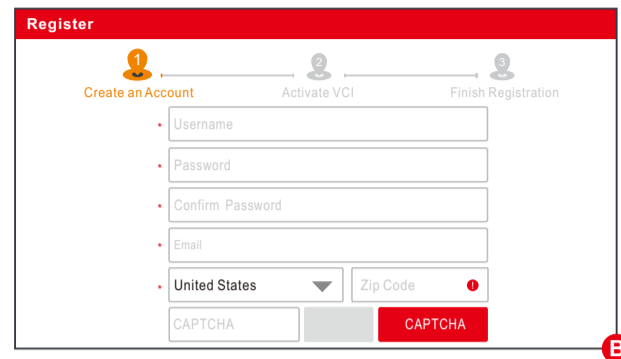 Register
1 2 3
Create an Account Activate VCI Finish Registration
* Username
* Password
* Confirm Password
* Email
* United States Zip Code !
CAPTCHA CAPTCHA